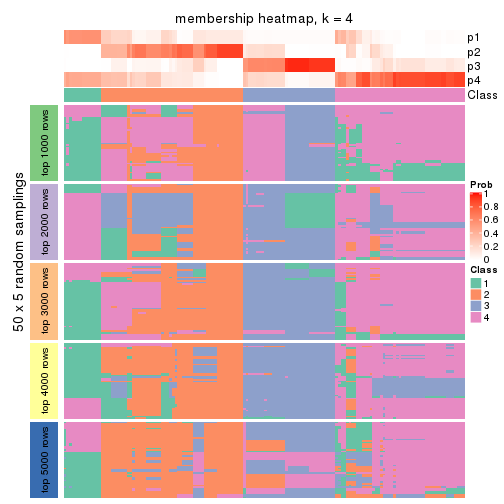 membership heatmap, k = 4
p1
p2
p3
p4
Class
50 x 5 random samplings
top 1000 rows
top 2000 rows
top 3000 rows
top 4000 rows
top 5000 rows
Prob
1
0.8
0.6
0.4
0.2
0
Class
1
2
3
4